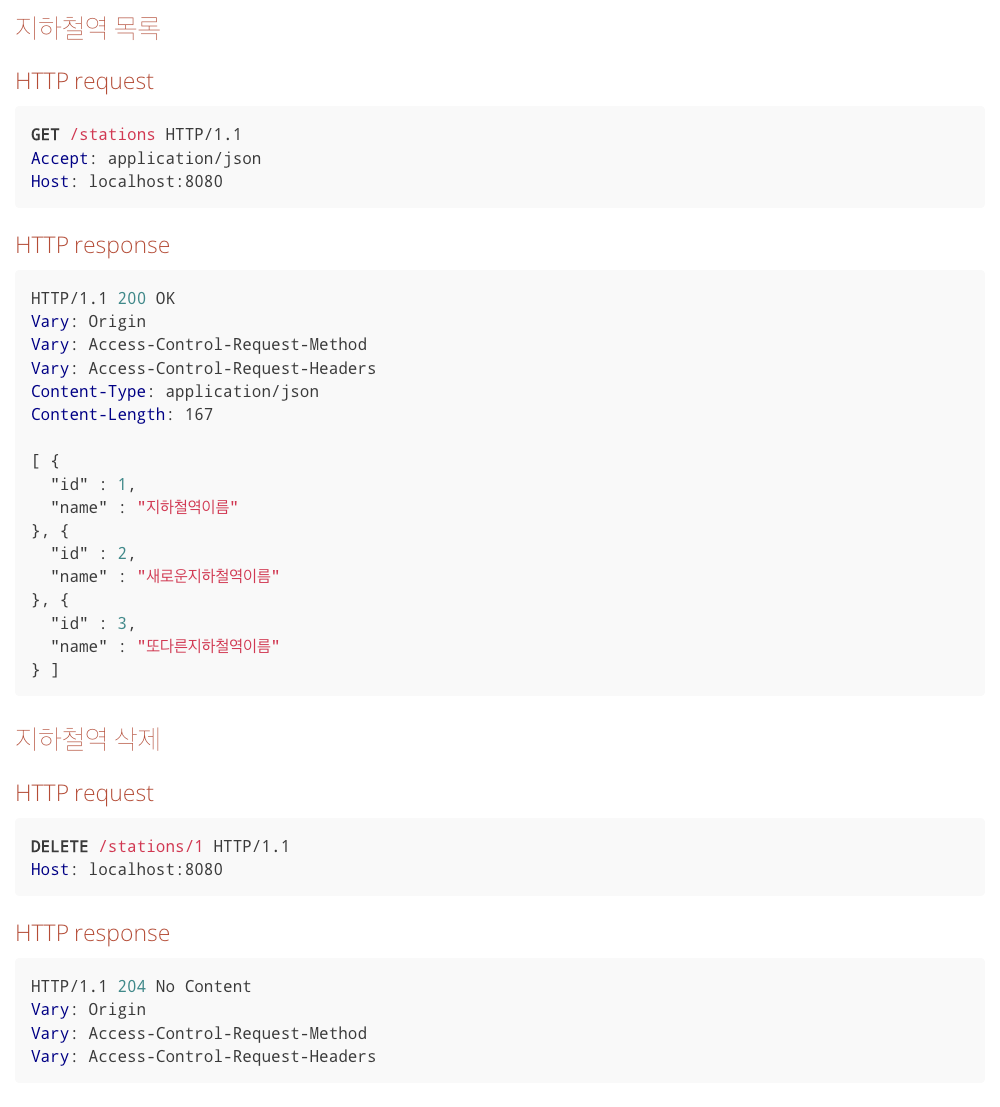 지하철역 목록
HTTP request
GET /stations HTTP/1.1
Accept: application/json
Host: localhost:8080
HTTP response
HTTP/1.1 200 OK
Vary: Origin
Vary: Access-Control-Request-Method
Vary: Access-Control-Request-Headers
Content-Type: application/json
Content-Length: 167
[ {
  "id" : 1,
  "name" : "지하철역이름"
}, {
  "id" : 2,
  "name" : "새로운지하철역이름"
}, {
  "id" : 3,
  "name" : "또다른지하철역이름"
} ]
지하철역 삭제
HTTP request
DELETE /stations/1 HTTP/1.1
Host: localhost:8080
HTTP response
HTTP/1.1 204 No Content
Vary: Origin
Vary: Access-Control-Request-Method
Vary: Access-Control-Request-Headers